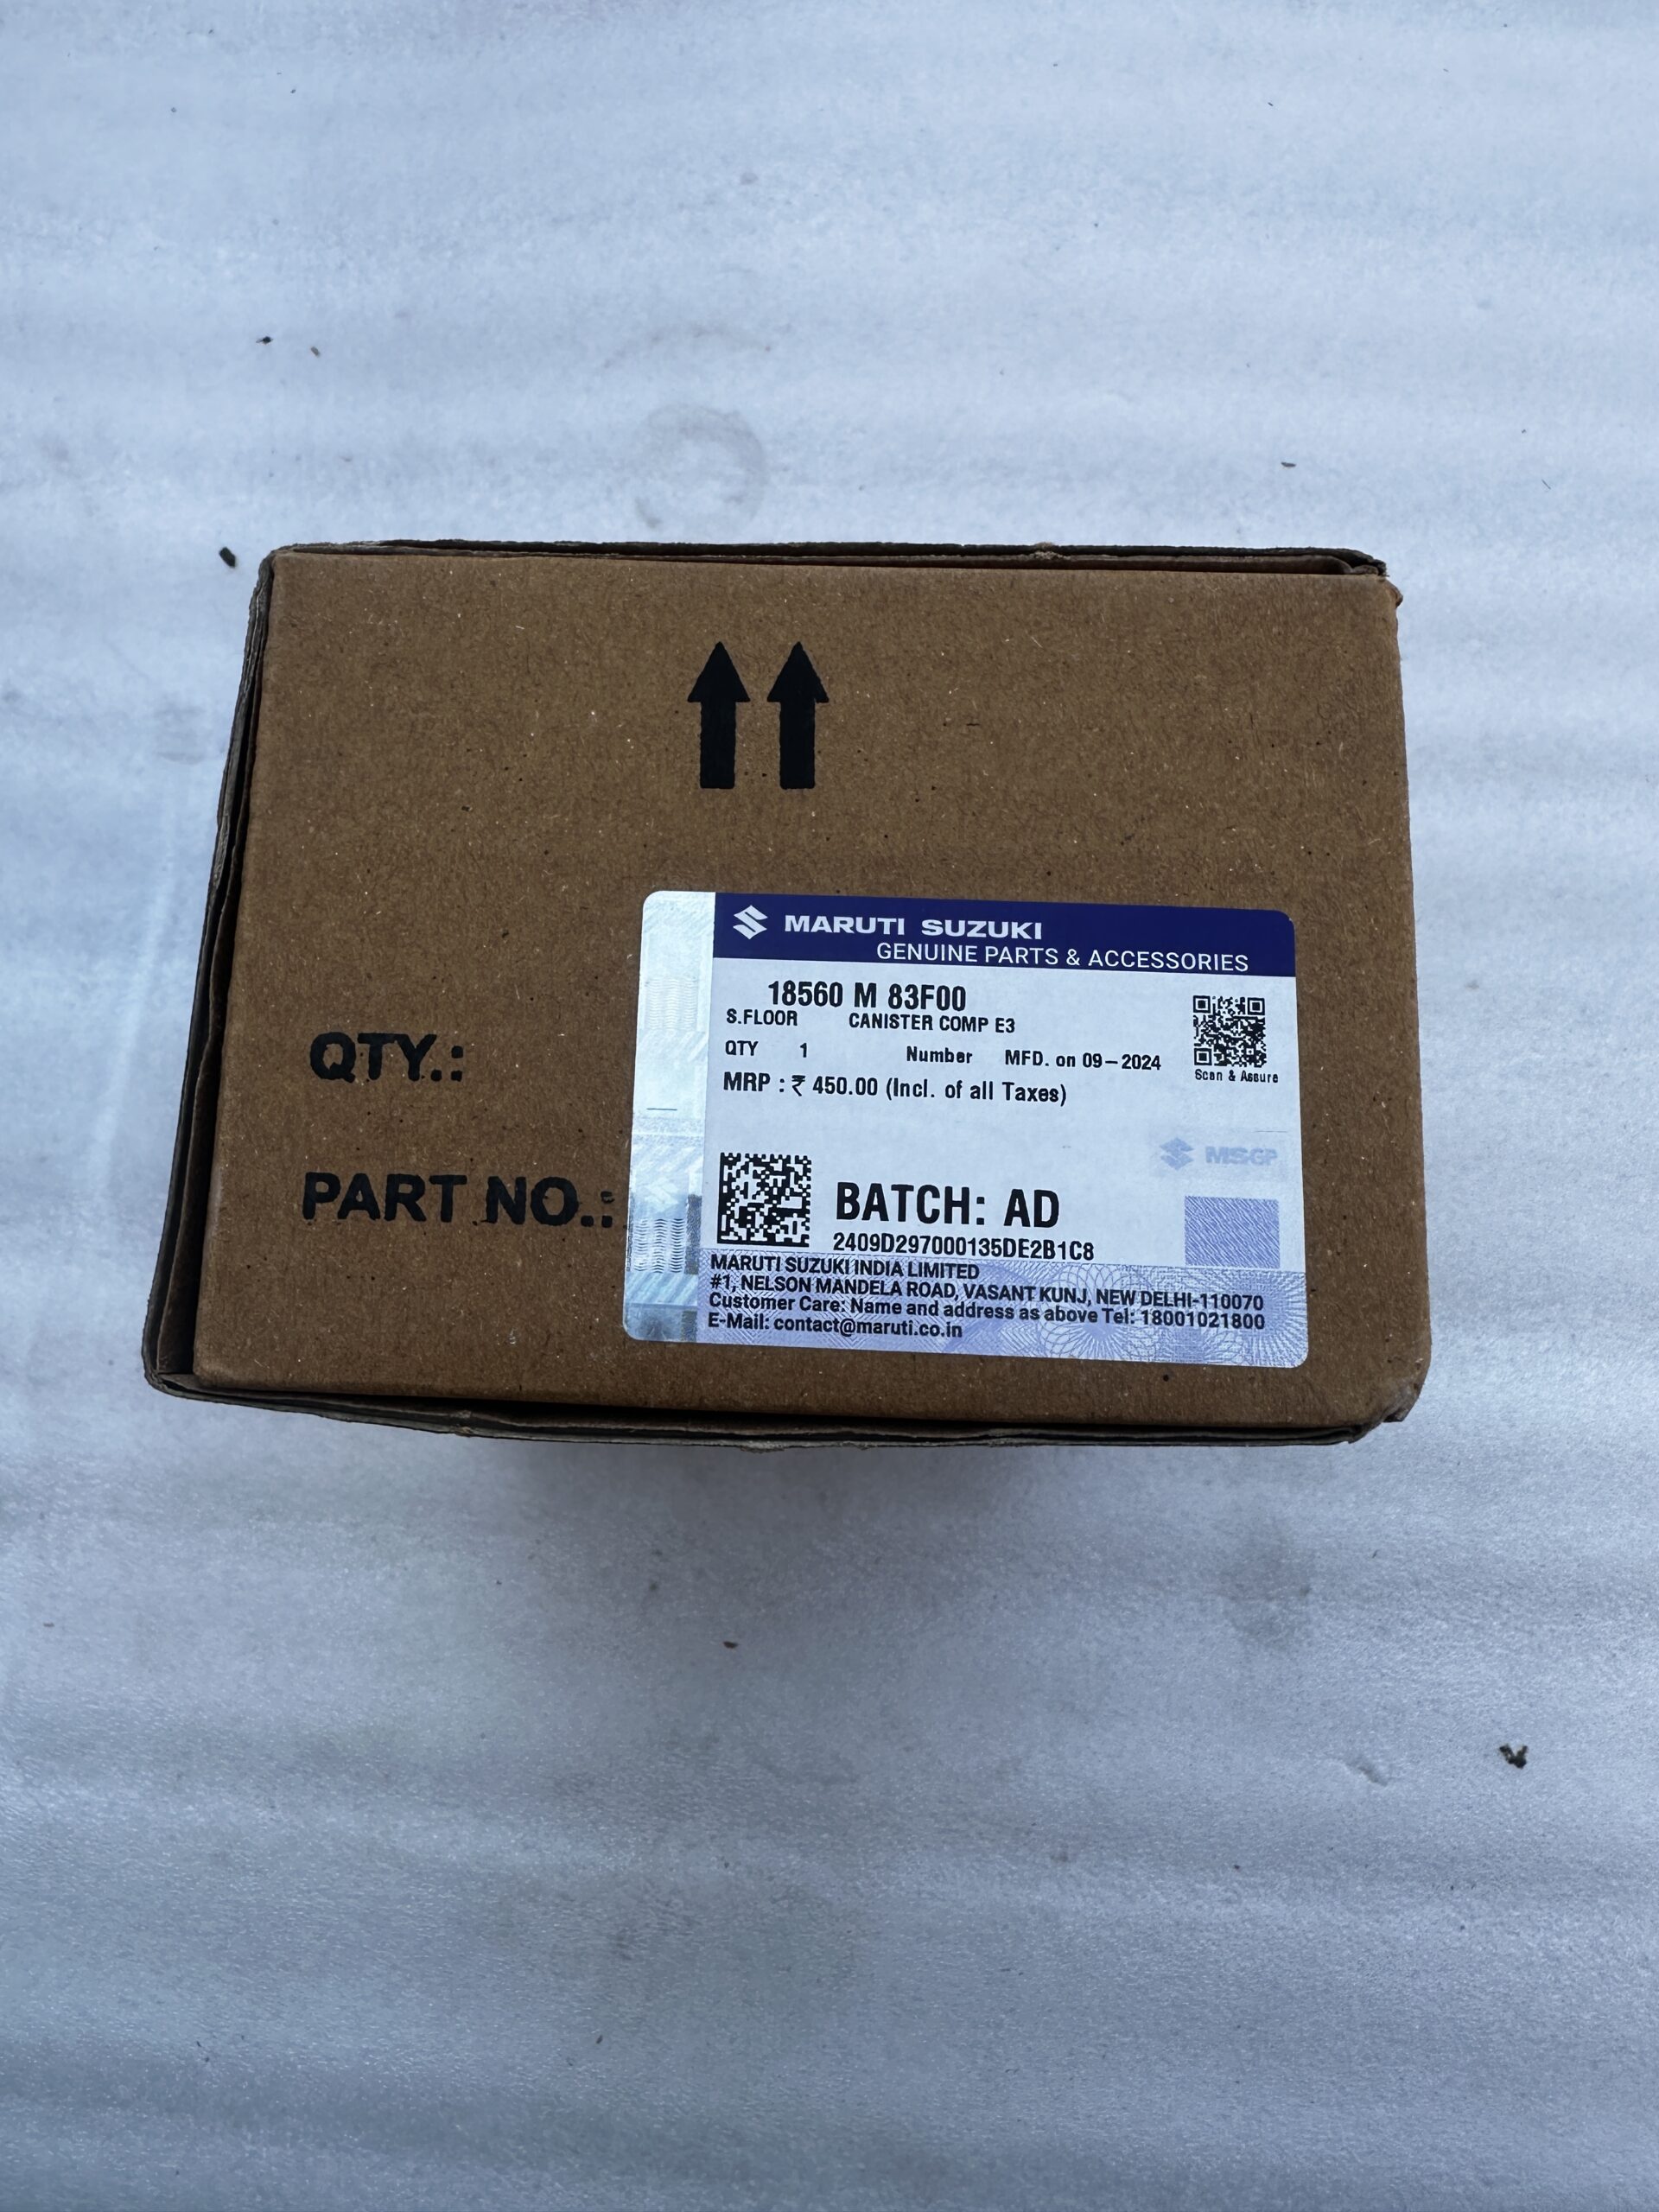 MARUTI SUZUKI
GENUINE PARTS & ACCESSORIES
18560 M 83F00
S.FLOOR CANISTER COMP E3
QTY 1 Number MFD. on 09-2024
Scan & Assure
MRP : ₹ 450.00 (Incl. of all Taxes)
QTY.:
MSGP
PART NO.:
BATCH: AD
2409D297000135DE2B1C8
MARUTI SUZUKI INDIA LIMITED
#1, NELSON MANDELA ROAD, VASANT KUNJ, NEW DELHI-110070
Customer Care: Name and address as above Tel: 18001021800
E-Mail: contact@maruti.co.in